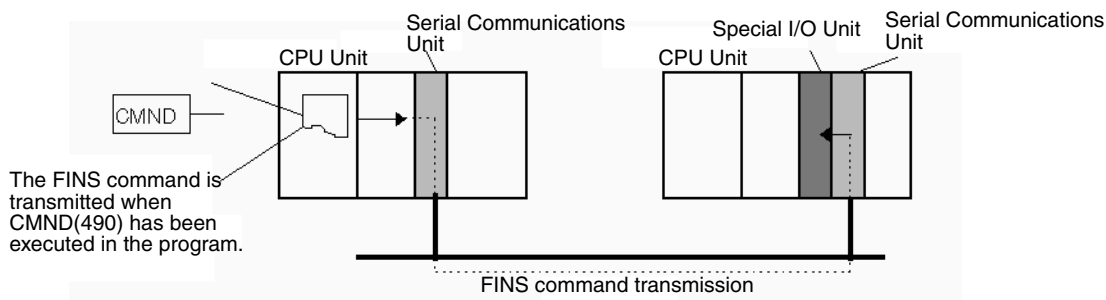 Serial Communications
Unit
CPU Unit
Special I/O Unit
Serial Communications
Unit
CPU Unit
CMND
The FINS command is
transmitted when
CMND(490) has been
executed in the program.
FINS command transmission